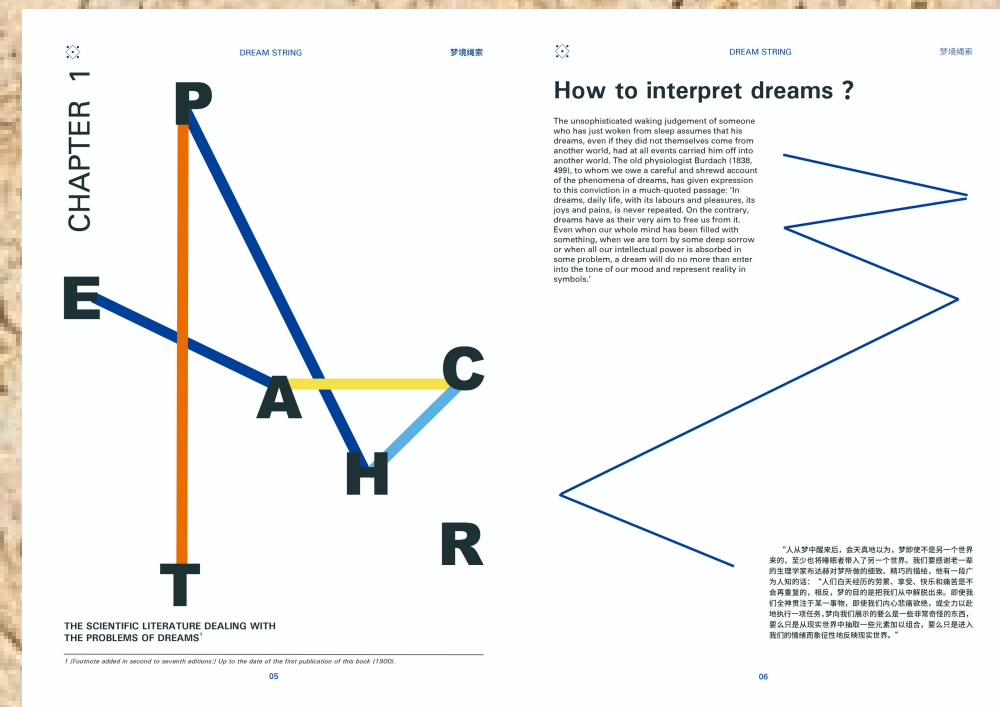 DREAM STRING
梦境绳索
CHAPTER 1
P
E
C
A
H
R
T
THE SCIENTIFIC LITERATURE DEALING WITH
THE PROBLEMS OF DREAMS¹
1 [Footnote added in second to seventh editions:] Up to the date of the first publication of this book (1900).
05
DREAM STRING
梦境绳索
How to interpret dreams ?
The unsophisticated waking judgement of someone
who has just woken from sleep assumes that his
dreams, even if they did not themselves come from
another world, had at all events carried him off into
another world. The old physiologist Burdach (1838,
499), to whom we owe a careful and shrewd account
of the phenomena of dreams, has given expression
to this conviction in a much-quoted passage: ‘In
dreams, daily life, with its labours and pleasures, its
joys and pains, is never repeated. On the contrary,
dreams have as their very aim to free us from it.
Even when our whole mind has been filled with
something, when we are torn by some deep sorrow
or when all our intellectual power is absorbed in
some problem, a dream will do no more than enter
into the tone of our mood and represent reality in
symbols.’
“人从梦中醒来后，会天真地以为，梦即使不是另一个世界
来的，至少也将睡眠者带入了另一个世界。我们要感谢老一辈
的生理学家布达赫对梦所做的细致、精巧的描绘，他有一段广
为人知的话：“人们白天经历的劳累、享受、快乐和痛苦是不
会再重复的，相反，梦的目的是把我们从中解脱出来。即使我
们全神贯注于某一事物，即使我们内心悲痛欲绝，或全力以赴
地执行一项任务，梦向我们展示的要么是一些非常奇怪的东西，
要么只是从现实世界中抽取一些元素加以组合，要么只是进入
我们的情绪而象征性地反映现实世界。”
06